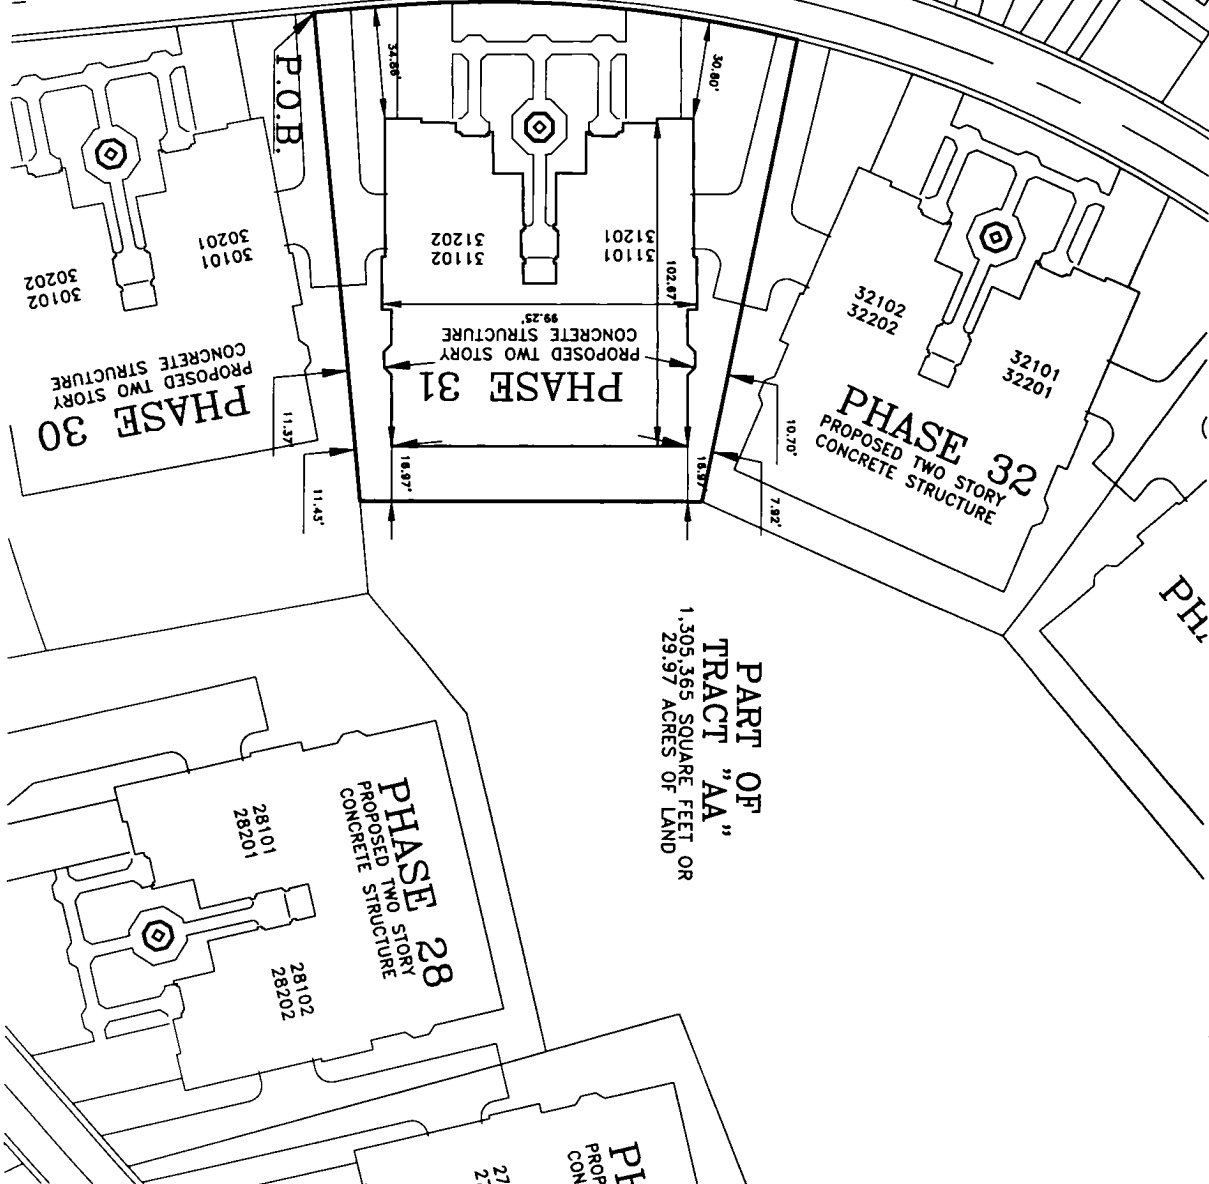 P.O.B.
34.86'
30.80'
30201
30101
30202
30102
PROPOSED TWO STORY
CONCRETE STRUCTURE
PHASE 30
31202
31102
31201
31101
102.67'
99.25'
PROPOSED TWO STORY
CONCRETE STRUCTURE
PHASE 31
11.37'
11.43'
16.97'
16.97'
10.70'
7.92'
32102
32202
32101
32201
PHASE 32
PROPOSED TWO STORY
CONCRETE STRUCTURE
PART OF
TRACT "AA"
1,305,365 SQUARE FEET OR
29.97 ACRES OF LAND
PHASE 28
PROPOSED TWO STORY
CONCRETE STRUCTURE
28101
28201
28102
28202